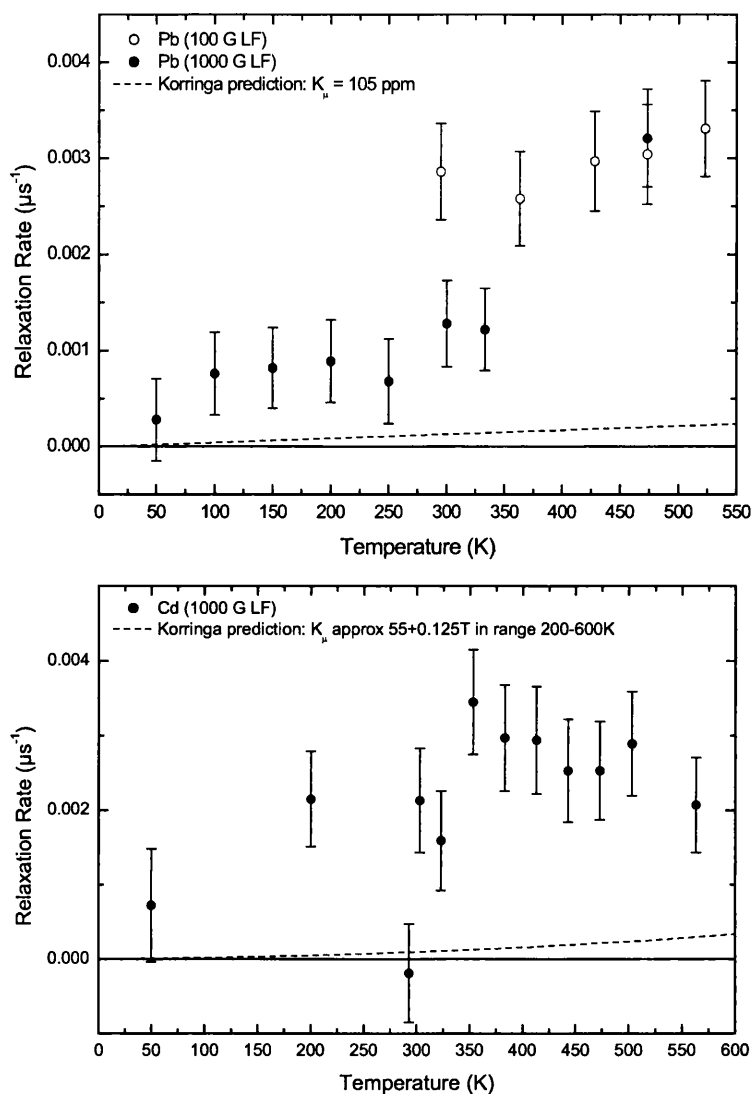 Pb (100 G LF)
Pb (1000 G LF)
Korringa prediction: Kμ = 105 ppm
0.004
0.003
0.002
0.001
0.000
Relaxation Rate (μs⁻¹)
0 50 100 150 200 250 300 350 400 450 500 550
Temperature (K)
Cd (1000 G LF)
Korringa prediction: Kμ approx 55+0.125T in range 200-600K
0.004
0.002
0.000
Relaxation Rate (μs⁻¹)
0 50 100 150 200 250 300 350 400 450 500 550 600
Temperature (K)